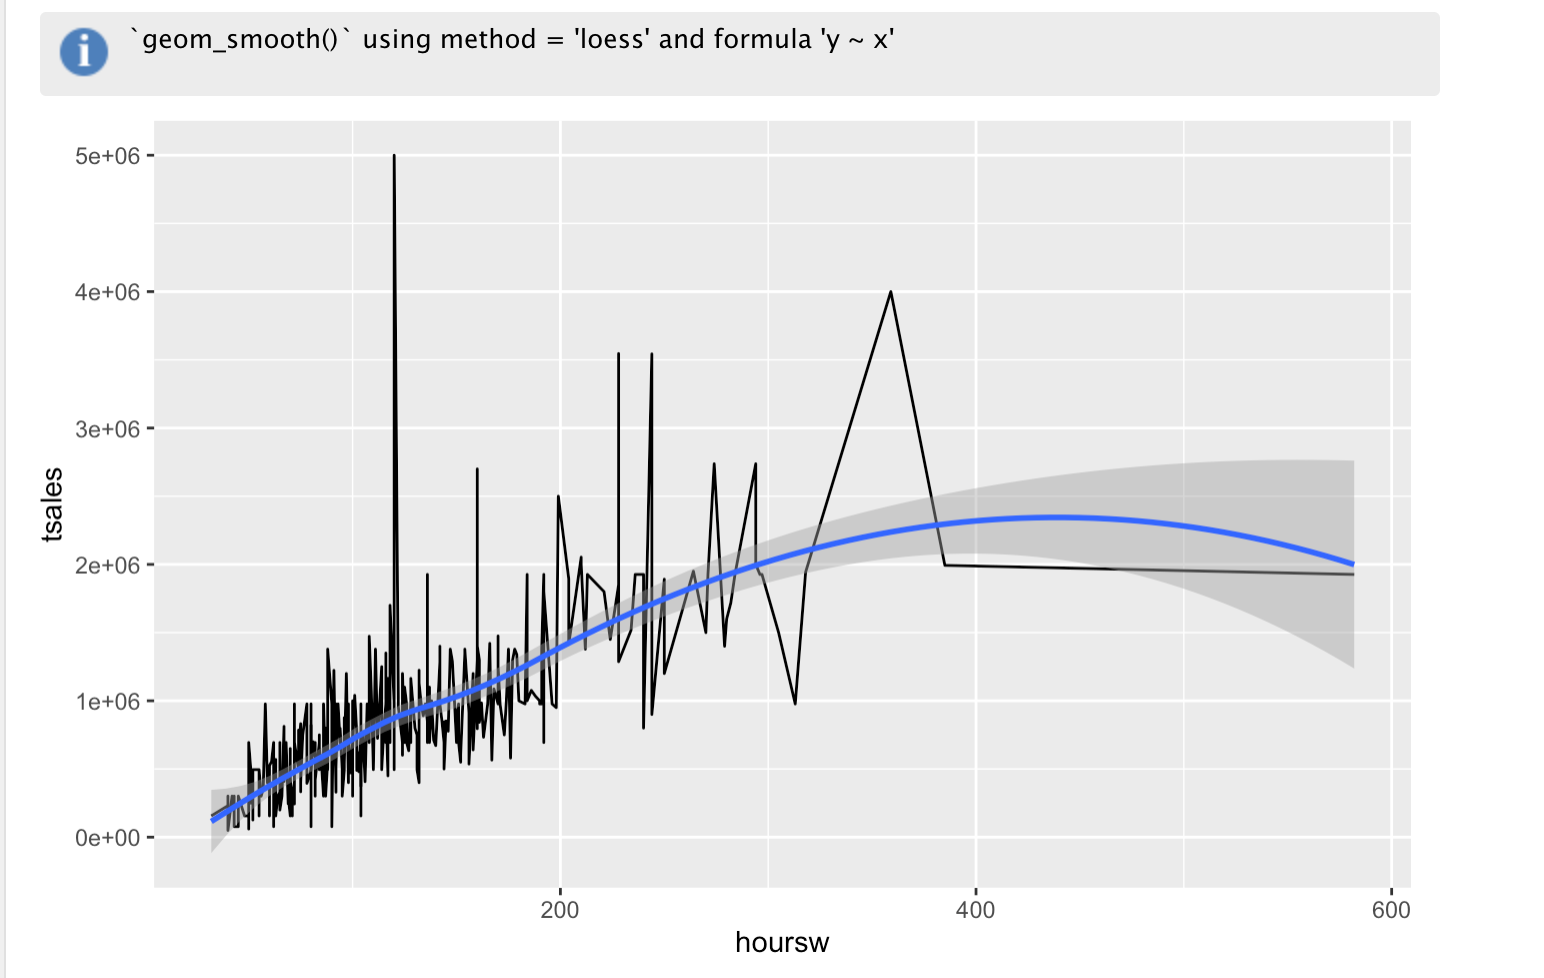 `geom_smooth()` using method = 'loess' and formula 'y ~ x'
5e+06
4e+06
3e+06
2e+06
1e+06
0e+00
tsales
200 400 600
hoursw